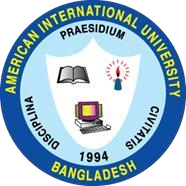 AMERICAN INTERNATIONAL UNIVERSITY
PRAESIDIUM
DISCIPLINA
CIVITATIS
1994
BANGLADESH